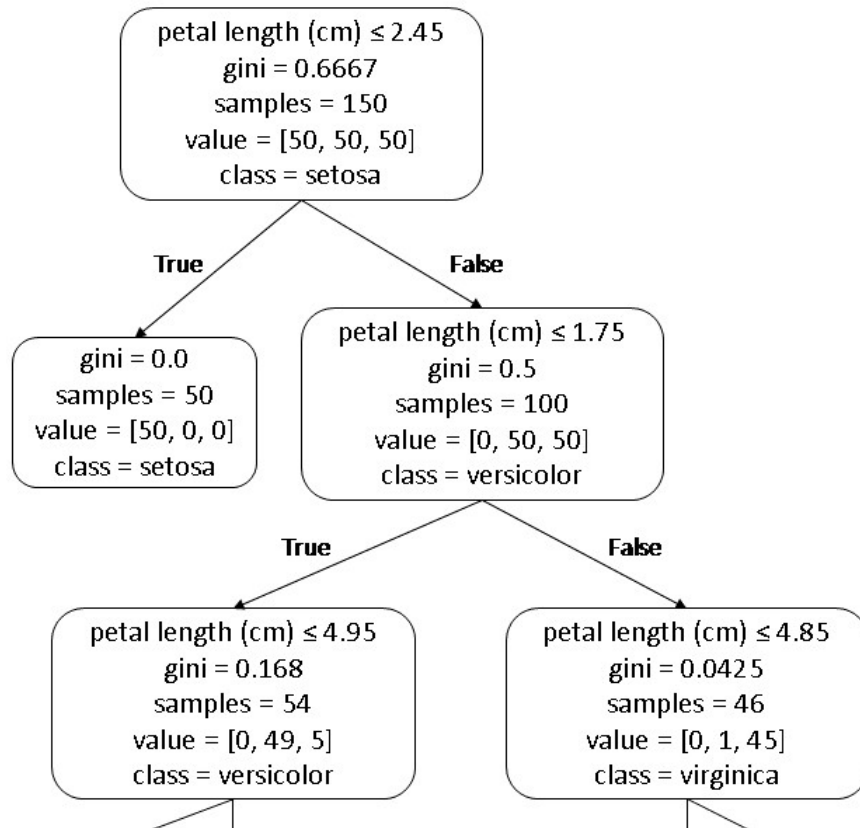 petal length (cm) ≤ 2.45
gini = 0.6667
samples = 150
value = [50, 50, 50]
class = setosa
True
False
gini = 0.0
samples = 50
value = [50, 0, 0]
class = setosa
petal length (cm) ≤ 1.75
gini = 0.5
samples = 100
value = [0, 50, 50]
class = versicolor
True
False
petal length (cm) ≤ 4.95
gini = 0.168
samples = 54
value = [0, 49, 5]
class = versicolor
petal length (cm) ≤ 4.85
gini = 0.0425
samples = 46
value = [0, 1, 45]
class = virginica